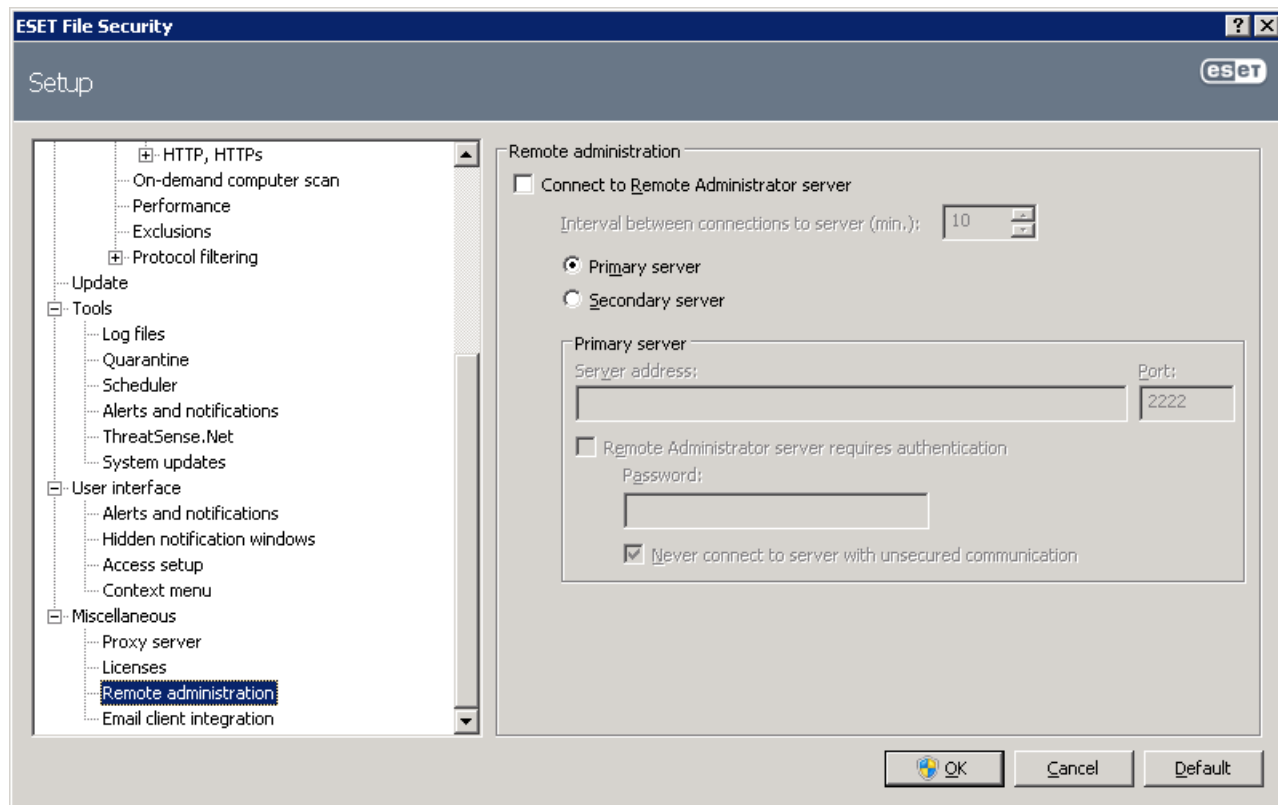 ESET File Security
Setup
eset
HTTP, HTTPs
On-demand computer scan
Performance
Exclusions
Protocol filtering
Update
Tools
Log files
Quarantine
Scheduler
Alerts and notifications
ThreatSense.Net
System updates
User interface
Alerts and notifications
Hidden notification windows
Access setup
Context menu
Miscellaneous
Proxy server
Licenses
Remote administration
Email client integration
Remote administration
Connect to Remote Administrator server
Interval between connections to server (min.): 10
Primary server
Secondary server
Primary server
Server address: Port:
2222
Remote Administrator server requires authentication
Password:
Never connect to server with unsecured communication
OK Cancel Default